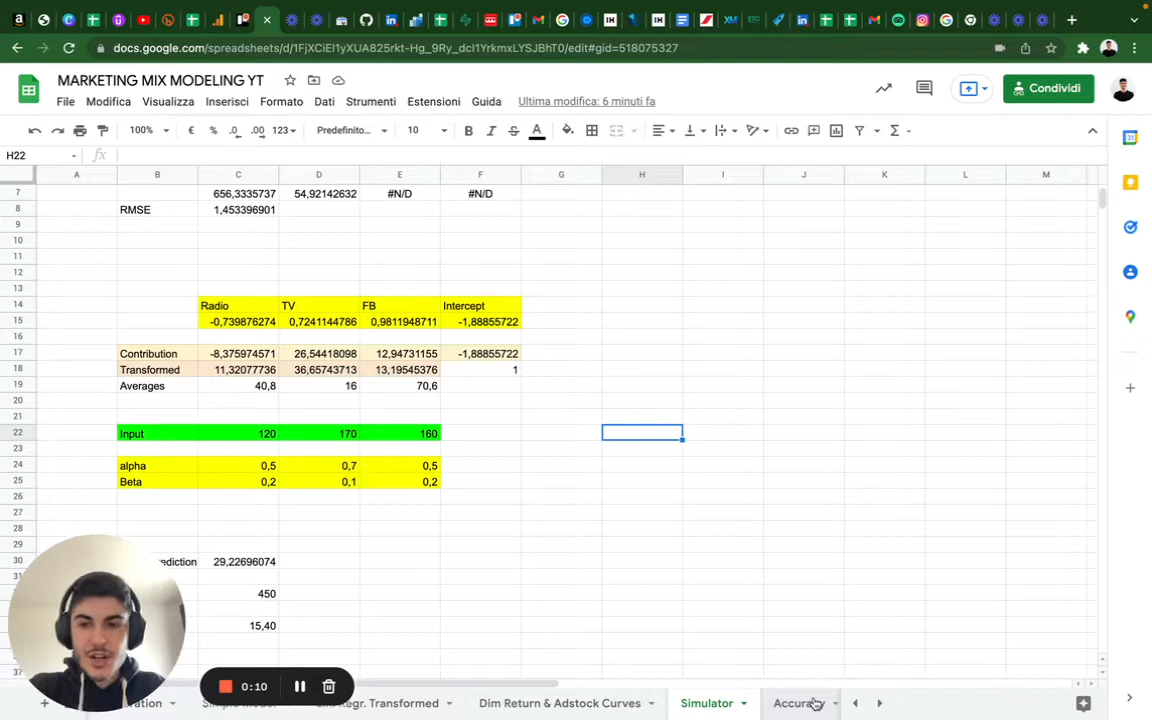 docs.google.com/spreadsheets/d/1FjXCiEI1yXUA825rkt-Hg_9Ry_dcI1YrkmxLYSJBhT0/edit#gid=518075327
MARKETING MIX MODELING YT
File Modifica Visualizza Inserisci Formato Dati Strumenti Estensioni Guida Ultima modifica: 6 minuti fa
Condividi
100% € % .0 .00 123 Predefinito... 10 B I S A
H22 fx
A B C D E F G H I J K L M
7 656,3335737 54,92142632 #N/D #N/D
8 RMSE 1,453396901
9
10
11
12
13
14 Radio TV FB Intercept
15 -0,739876274 0,7241144786 0,9811948711 -1,88855722
16
17 Contribution -8,375974571 26,54418098 12,94731155 -1,88855722
18 Transformed 11,32077736 36,65743713 13,19545376 1
19 Averages 40,8 16 70,6
20
21
22 Input 120 170 160
23
24 alpha 0,5 0,7 0,5
25 Beta 0,2 0,1 0,2
26
27
28
29
30 ediction 29,22696074
450
15,40
0:10
Dim Return & Adstock Curves Simulator Accuracy